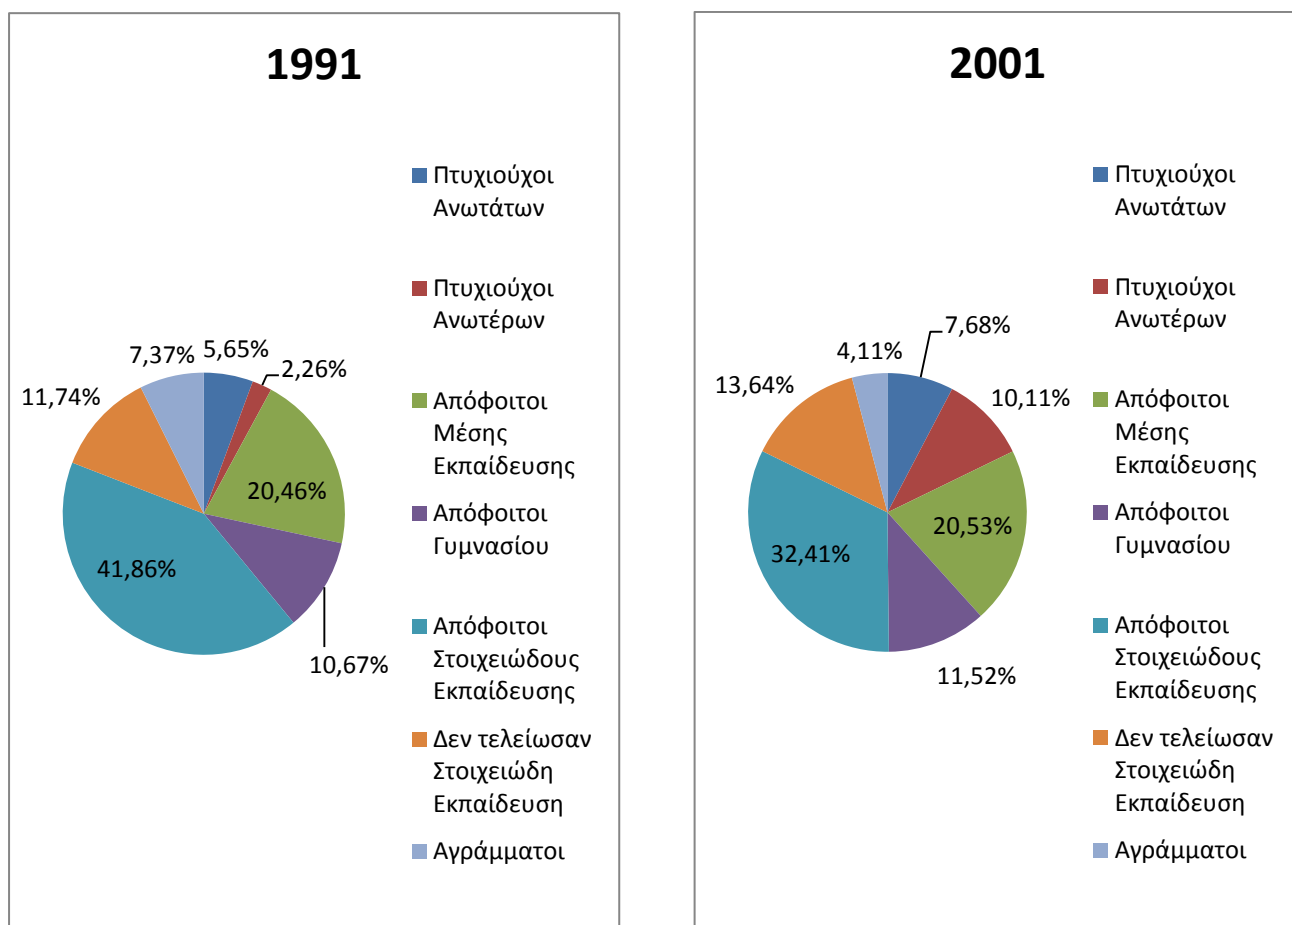 1991
Πτυχιούχοι
Ανωτάτων
Πτυχιούχοι
Ανωτέρων
Απόφοιτοι
Μέσης
Εκπαίδευσης
Απόφοιτοι
Γυμνασίου
Απόφοιτοι
Στοιχειώδους
Εκπαίδευσης
Δεν τελείωσαν
Στοιχειώδη
Εκπαίδευση
Αγράμματοι
5,65%
2,26%
20,46%
10,67%
41,86%
11,74%
7,37%
2001
Πτυχιούχοι
Ανωτάτων
Πτυχιούχοι
Ανωτέρων
Απόφοιτοι
Μέσης
Εκπαίδευσης
Απόφοιτοι
Γυμνασίου
Απόφοιτοι
Στοιχειώδους
Εκπαίδευσης
Δεν τελείωσαν
Στοιχειώδη
Εκπαίδευση
Αγράμματοι
7,68%
10,11%
20,53%
11,52%
32,41%
13,64%
4,11%